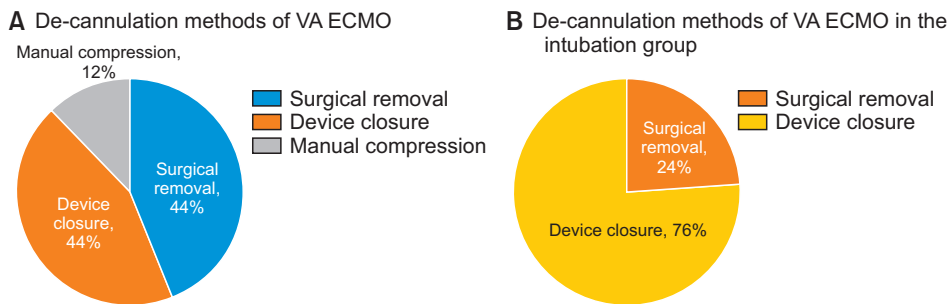 A De-cannulation methods of VA ECMO
Manual compression,
12%
Surgical removal
Device closure
Manual compression
Surgical
removal,
44%
Device
closure,
44%
B De-cannulation methods of VA ECMO in the
intubation group
Surgical removal
Device closure
Surgical
removal,
24%
Device closure, 76%